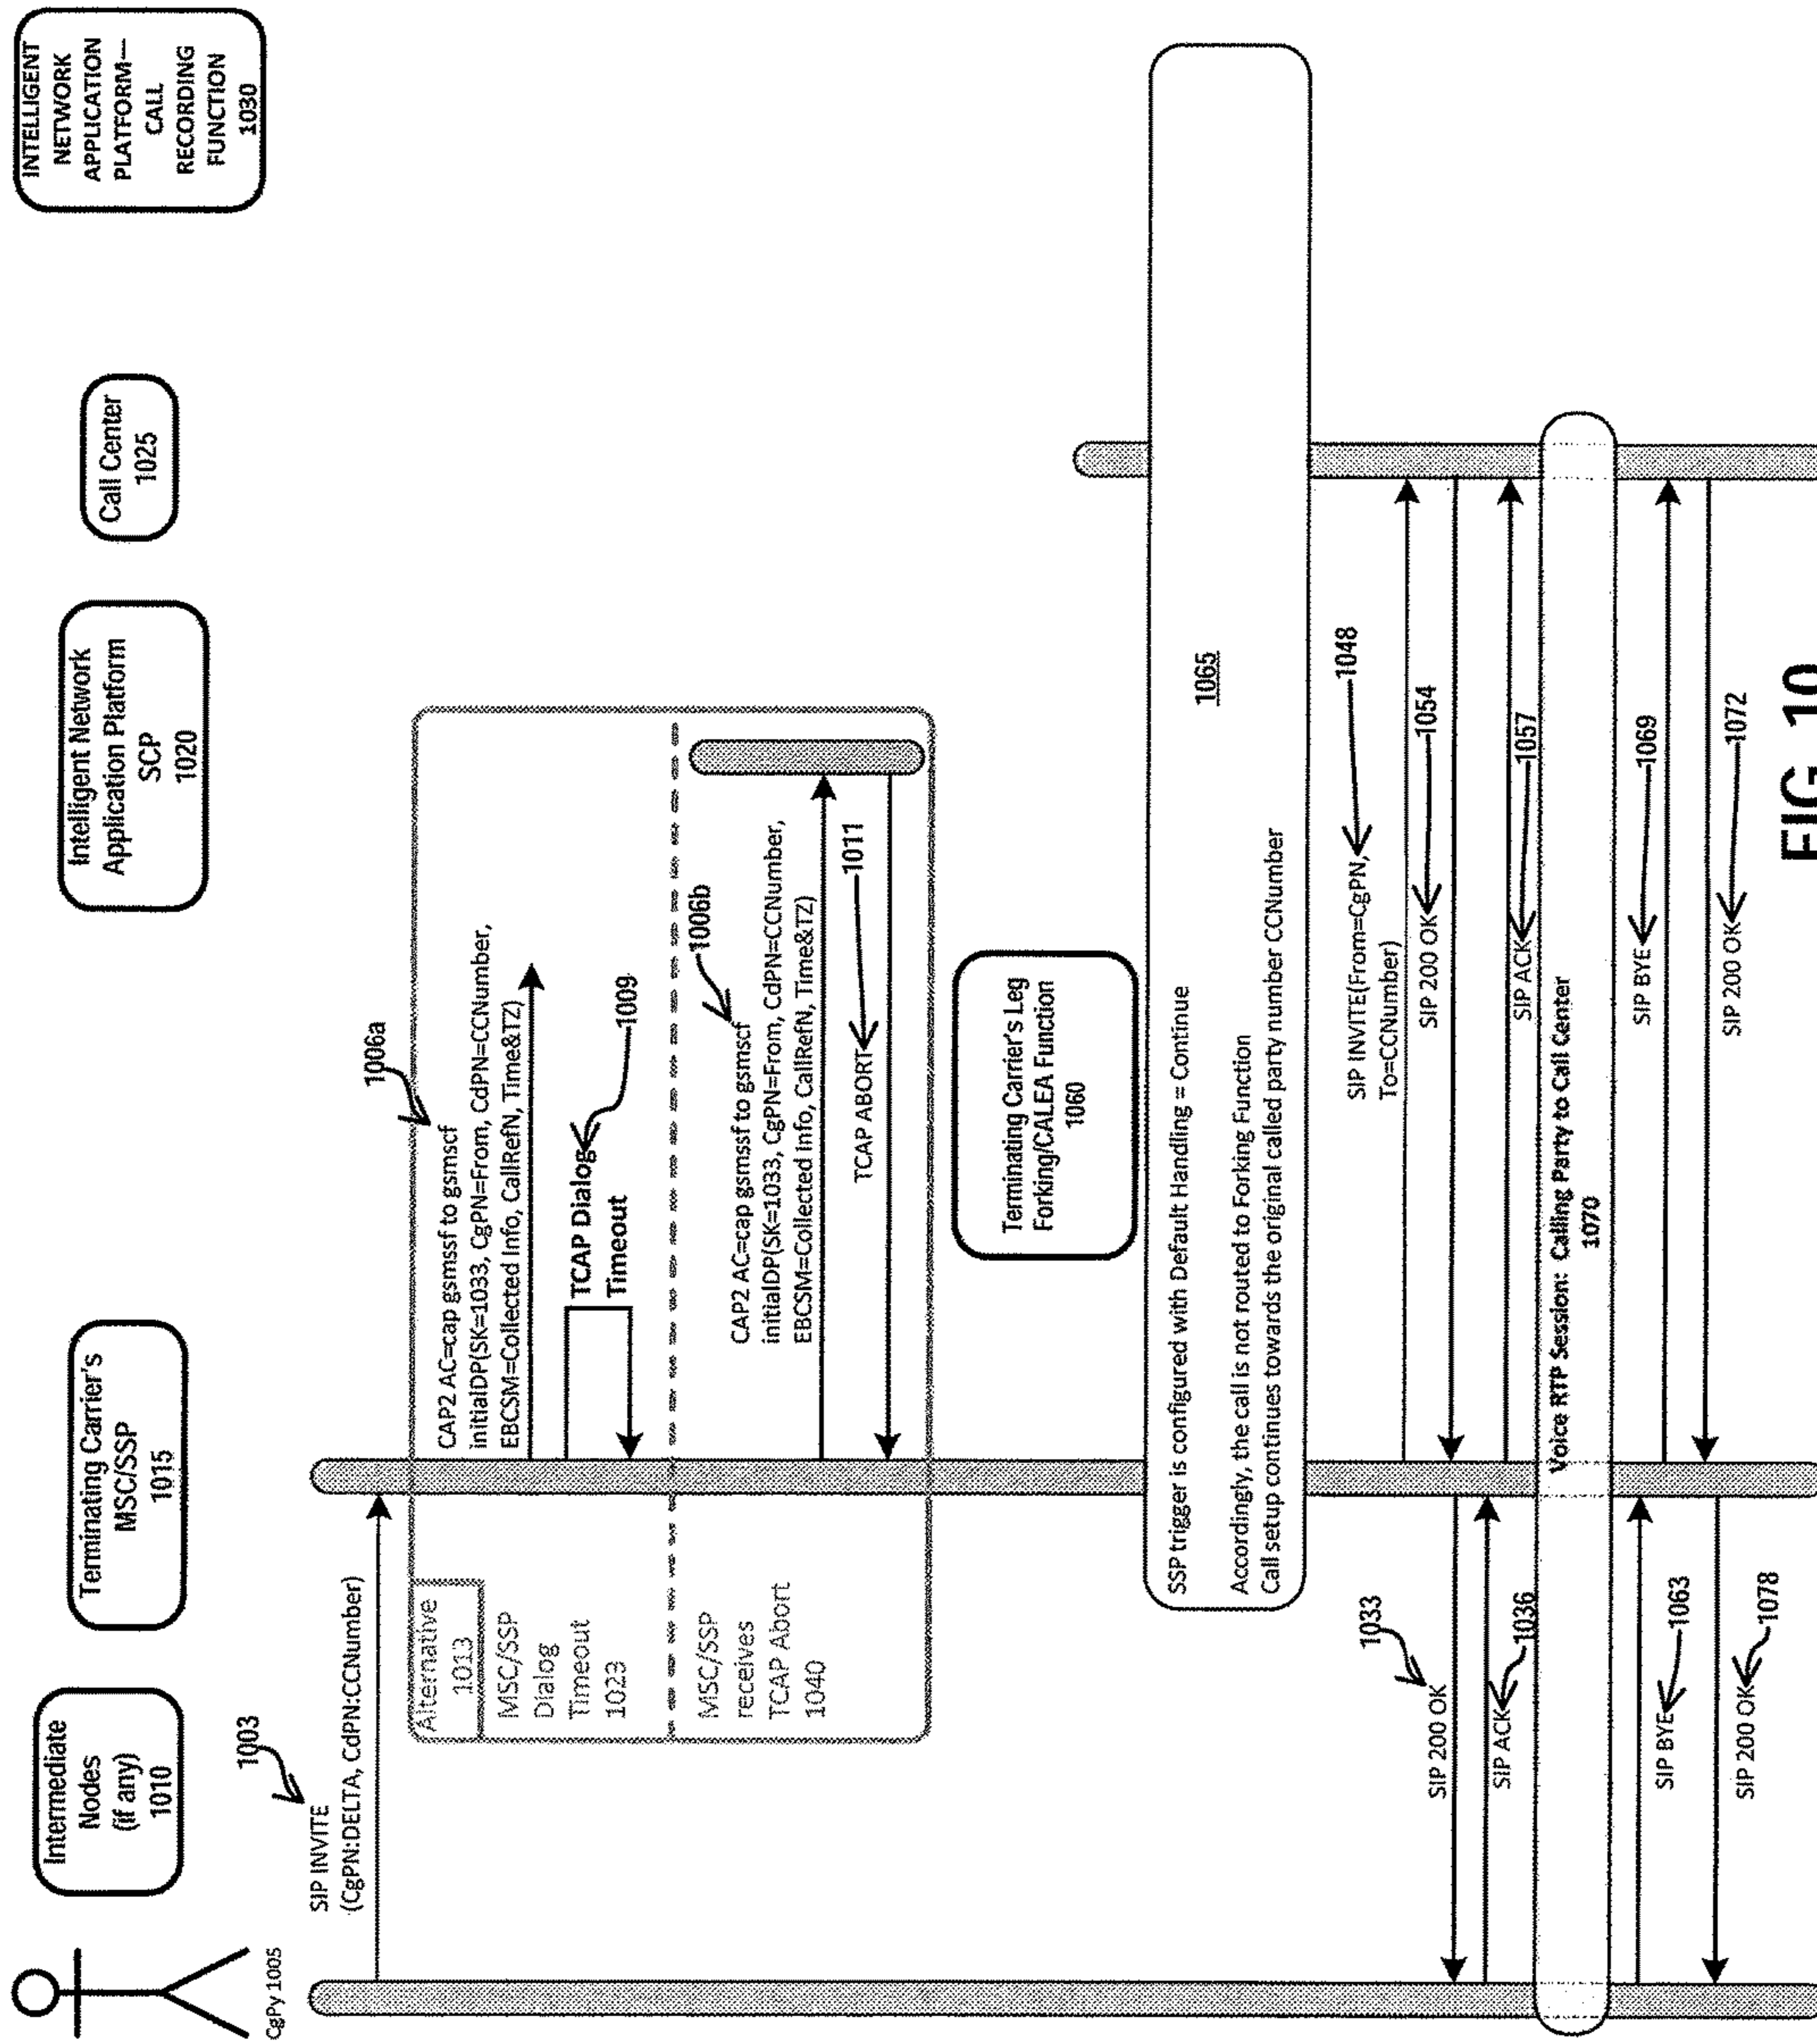 CgPy 1005
Intermediate
Nodes
(if any)
1010
Terminating Carrier's
MSC/SSP
1015
Intelligent Network
Application Platform
SCP
1020
Call Center
1025
INTELLIGENT
NETWORK
APPLICATION
PLATFORM—
CALL
RECORDING
FUNCTION
1030
1003
SIP INVITE
(CgPN:DELTA, CdPN:CCNumber)
Alternative
1013
MSC/SSP
Dialog
Timeout
1023
1006a
CAP2 AC=cap gsmssf to gsmscf
initialDP(SK=1033, CgPN=From, CdPN=CCNumber,
EBCSM=Collected Info, CallRefN, Time&TZ)
TCAP Dialog
Timeout
1009
MSC/SSP
receives
TCAP Abort
1040
1006b
CAP2 AC=cap gsmssf to gsmscf
initialDP(SK=1033, CgPN=From, CdPN=CCNumber,
EBCSM=Collected Info, CallRefN, Time&TZ)
TCAP ABORT
1011
Terminating Carrier's Leg
Forking/CALEA Function
1060
SSP trigger is configured with Default Handling = Continue
1065
Accordingly, the call is not routed to Forking Function
Call setup continues towards the original called party number CCNumber
SIP INVITE(From=CgPN,
To=CCNumber)
1048
SIP 200 OK
1054
1033
SIP 200 OK
SIP ACK
1057
SIP ACK
1036
Voice RTP Session: Calling Party to Call Center
1070
SIP BYE
1063
SIP BYE
1069
SIP 200 OK
1072
SIP 200 OK
1078
FIG. 10